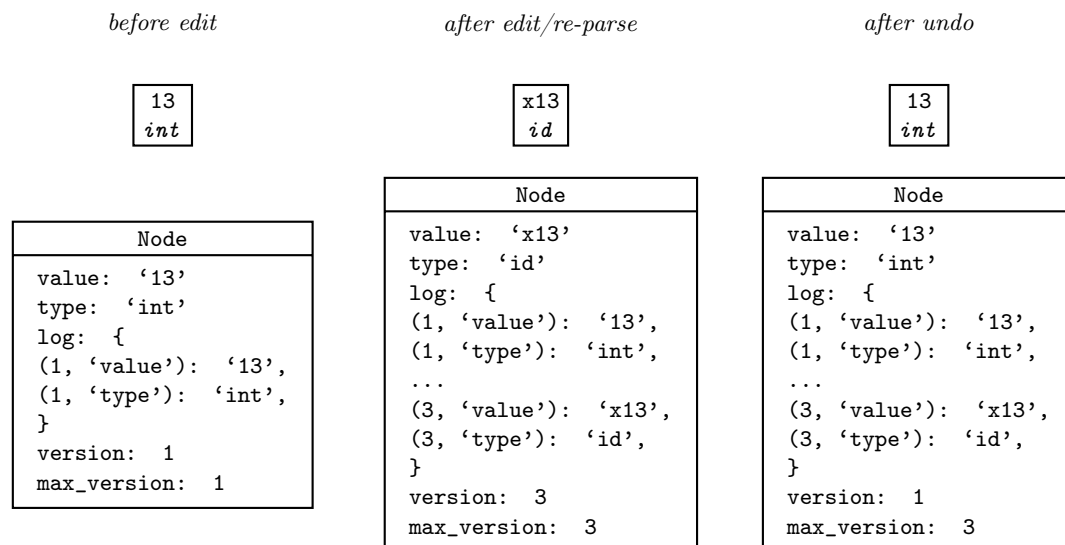 before edit
13
int
Node
value: ‘13’
type: ‘int’
log: {
(1, ‘value’): ‘13’,
(1, ‘type’): ‘int’,
}
version: 1
max_version: 1
after edit/re-parse
x13
id
Node
value: ‘x13’
type: ‘id’
log: {
(1, ‘value’): ‘13’,
(1, ‘type’): ‘int’,
...
(3, ‘value’): ‘x13’,
(3, ‘type’): ‘id’,
}
version: 3
max_version: 3
after undo
13
int
Node
value: ‘13’
type: ‘int’
log: {
(1, ‘value’): ‘13’,
(1, ‘type’): ‘int’,
...
(3, ‘value’): ‘x13’,
(3, ‘type’): ‘id’,
}
version: 1
max_version: 3